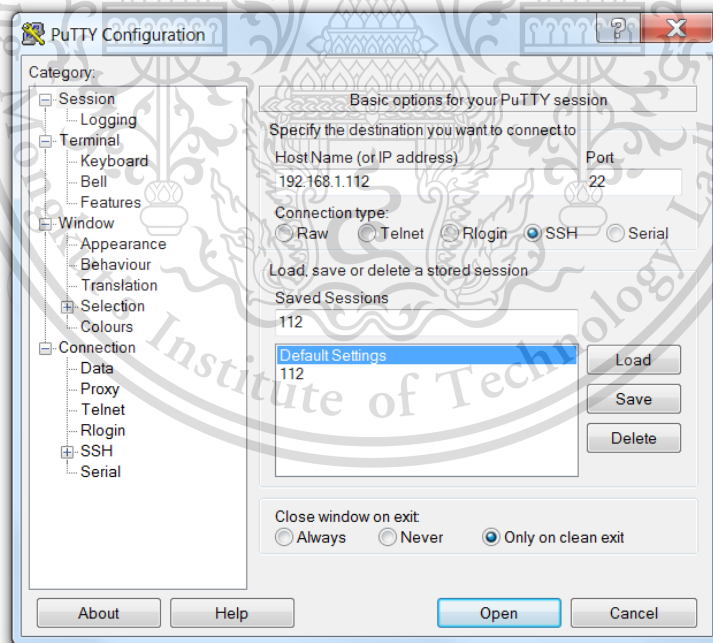 PuTTY Configuration
Category:
Session
Logging
Terminal
Keyboard
Bell
Features
Window
Appearance
Behaviour
Translation
Selection
Colours
Connection
Data
Proxy
Telnet
Rlogin
SSH
Serial
Basic options for your PuTTY session
Specify the destination you want to connect to
Host Name (or IP address) Port
192.168.1.112 22
Connection type:
Raw Telnet Rlogin SSH Serial
Load, save or delete a stored session
Saved Sessions
112
Default Settings
112
Load
Save
Delete
Close window on exit:
Always Never Only on clean exit
About Help Open Cancel
Institute of Technology